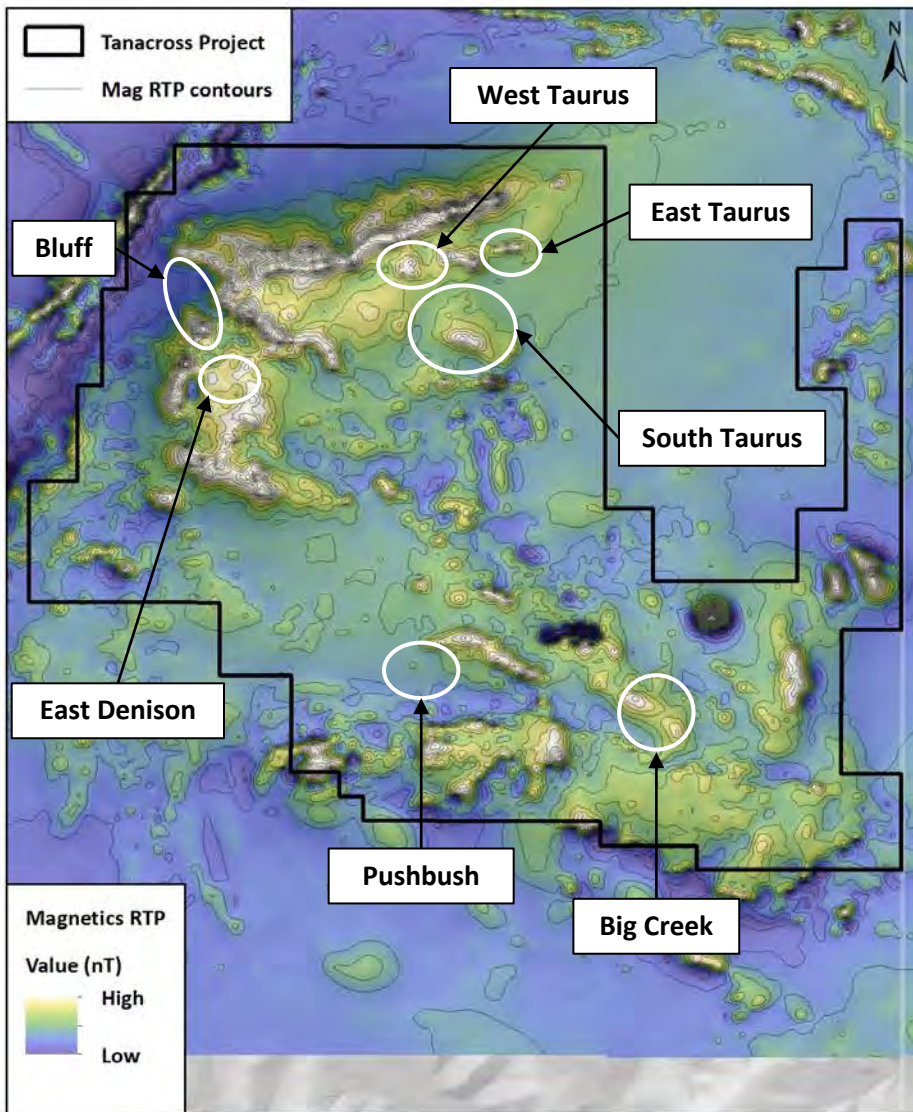 Tanacross Project
Mag RTP contours
N
West Taurus
East Taurus
Bluff
South Taurus
East Denison
Pushbush
Big Creek
Magnetics RTP
Value (nT)
High
Low